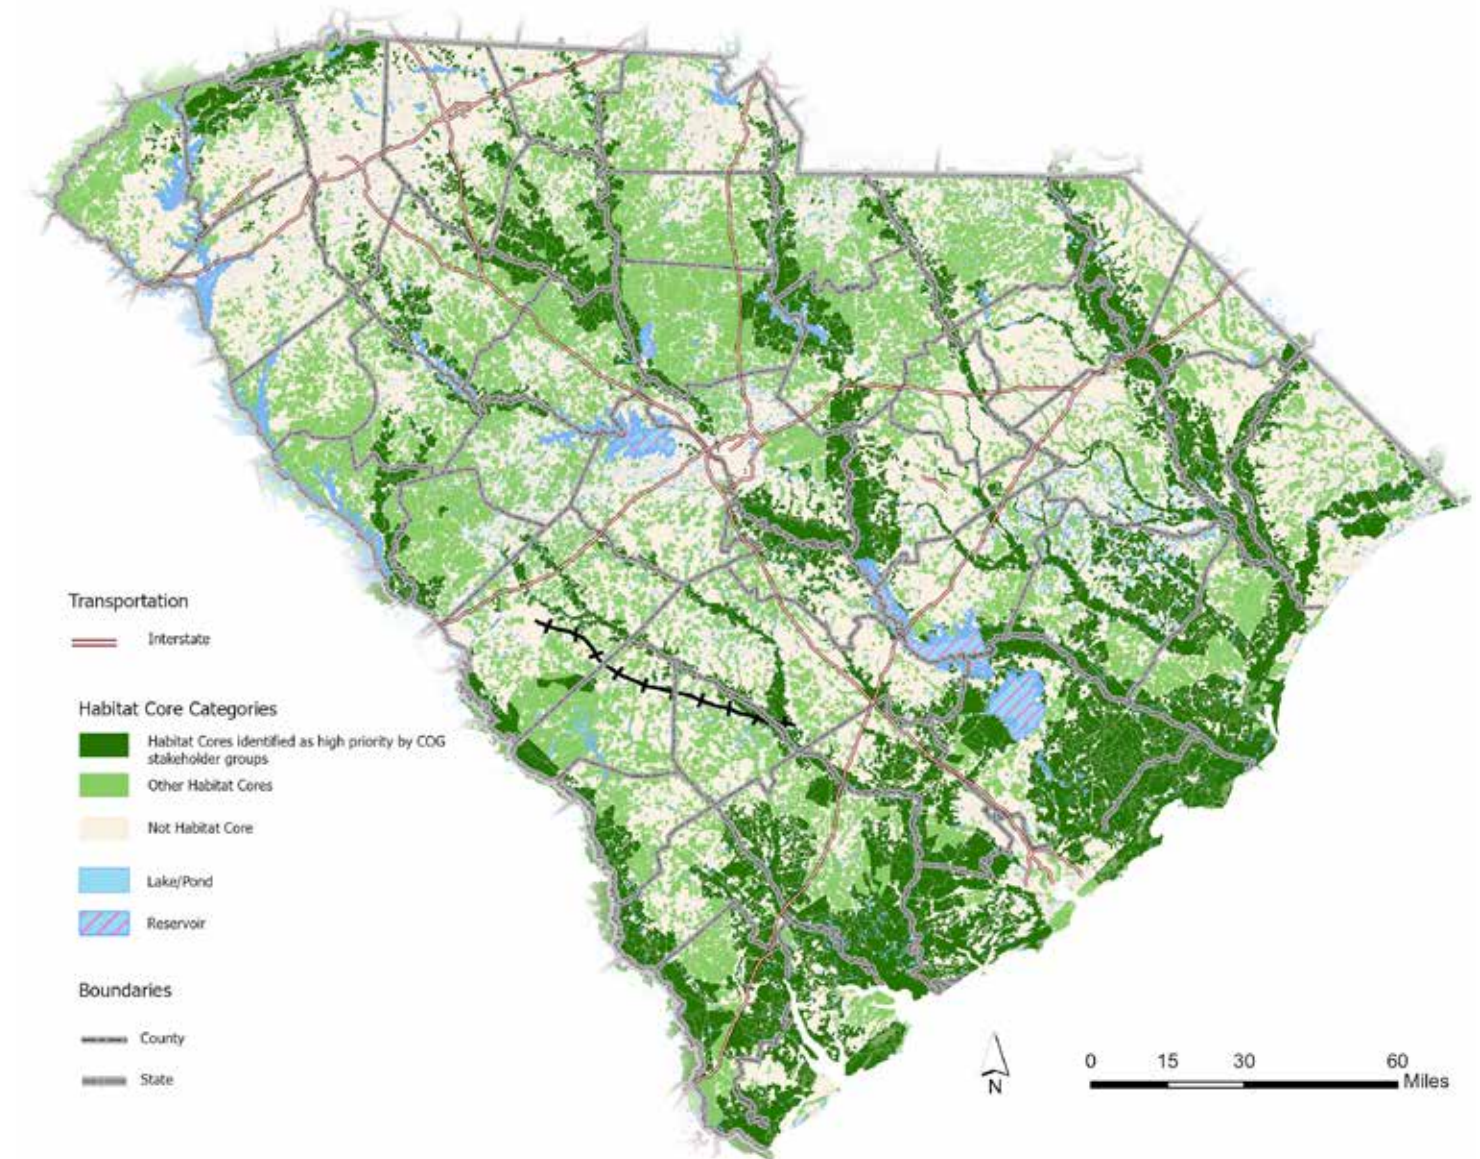 Transportation
Interstate
Habitat Core Categories
Habitat Cores identified as high priority by COG
stakeholder groups
Other Habitat Cores
Not Habitat Core
Lake/Pond
Reservoir
Boundaries
County
State
N
0 15 30 60
Miles